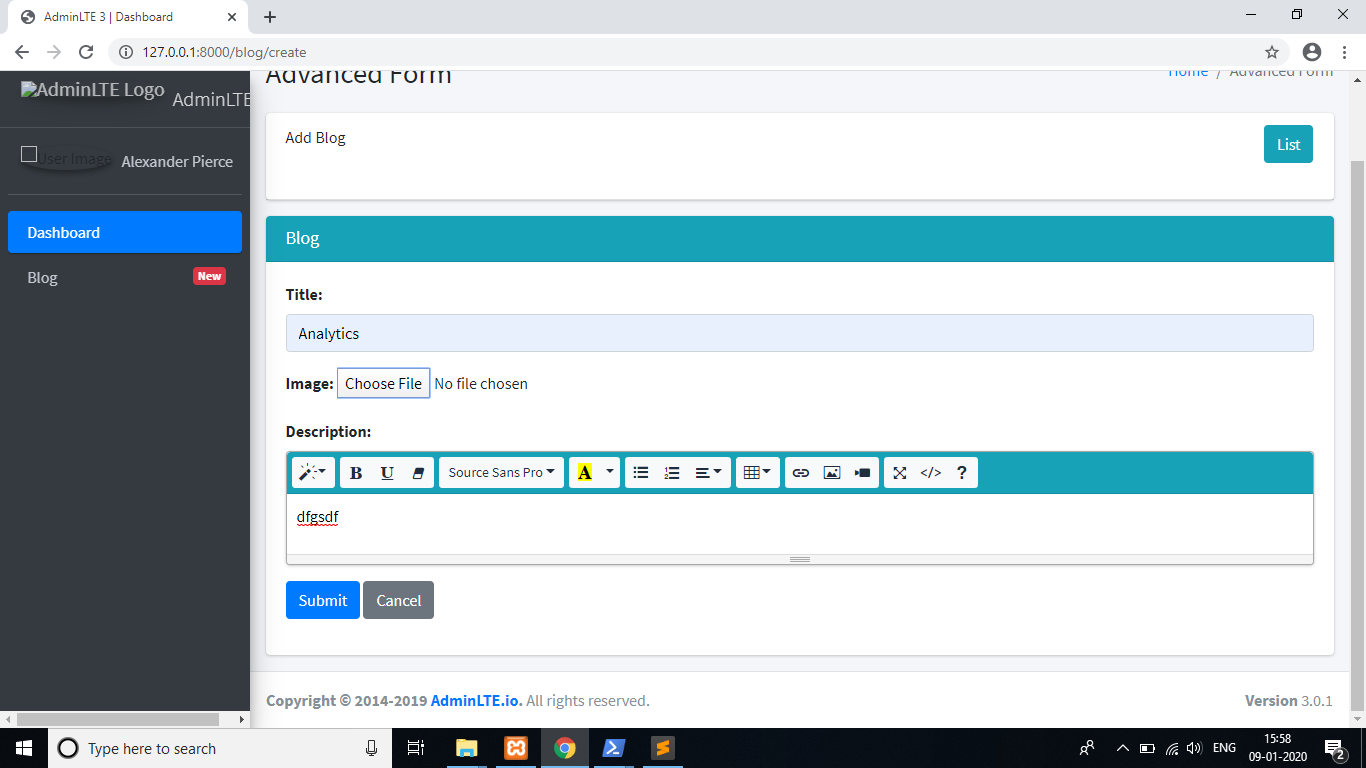 AdminLTE 3 | Dashboard
127.0.0.1:8000/blog/create
AdminLTE Logo AdminLTE
Advanced Form
Home / Advanced Form
User Image Alexander Pierce
Dashboard
Blog New
Add Blog List
Blog
Title:
Analytics
Image: Choose File No file chosen
Description:
B U Source Sans Pro A </> ?
dfgsdf
Submit Cancel
Copyright © 2014-2019 AdminLTE.io. All rights reserved. Version 3.0.1
Type here to search
ENG
15:58
09-01-2020
2